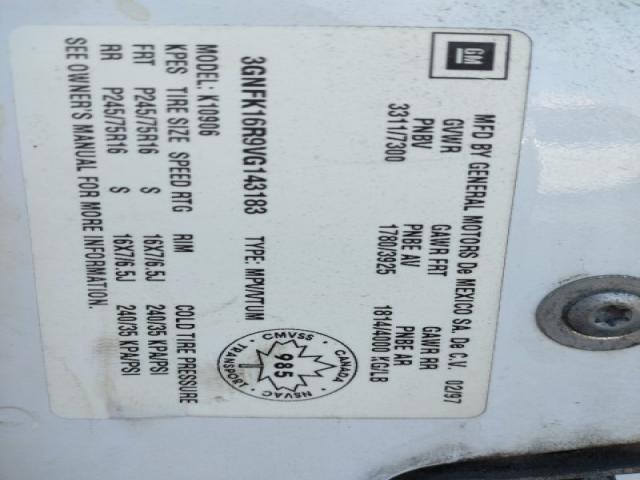 GM
MFD BY GENERAL MOTORS De MEXICO SA. De C.V. 02/97
GVWR GAWR FRT GAWR RR
PNBV PNBE AV PNBE AR
3311/7300 1780/3925 1814/4000 KG/LB
3GNFK16R9VG143183 TYPE: MPV/VTUM
MODEL: K10906
KPES TIRE SIZE SPEED RTG RIM COLD TIRE PRESSURE
FRT P245/75R16 S 16X7/6.5J 240/35 KPA/PSI
RR P245/75R16 S 16X7/6.5J 240/35 KPA/PSI
SEE OWNER'S MANUAL FOR MORE INFORMATION.
CANADA
CMVSS
TRANSPORT
NSVAC
985